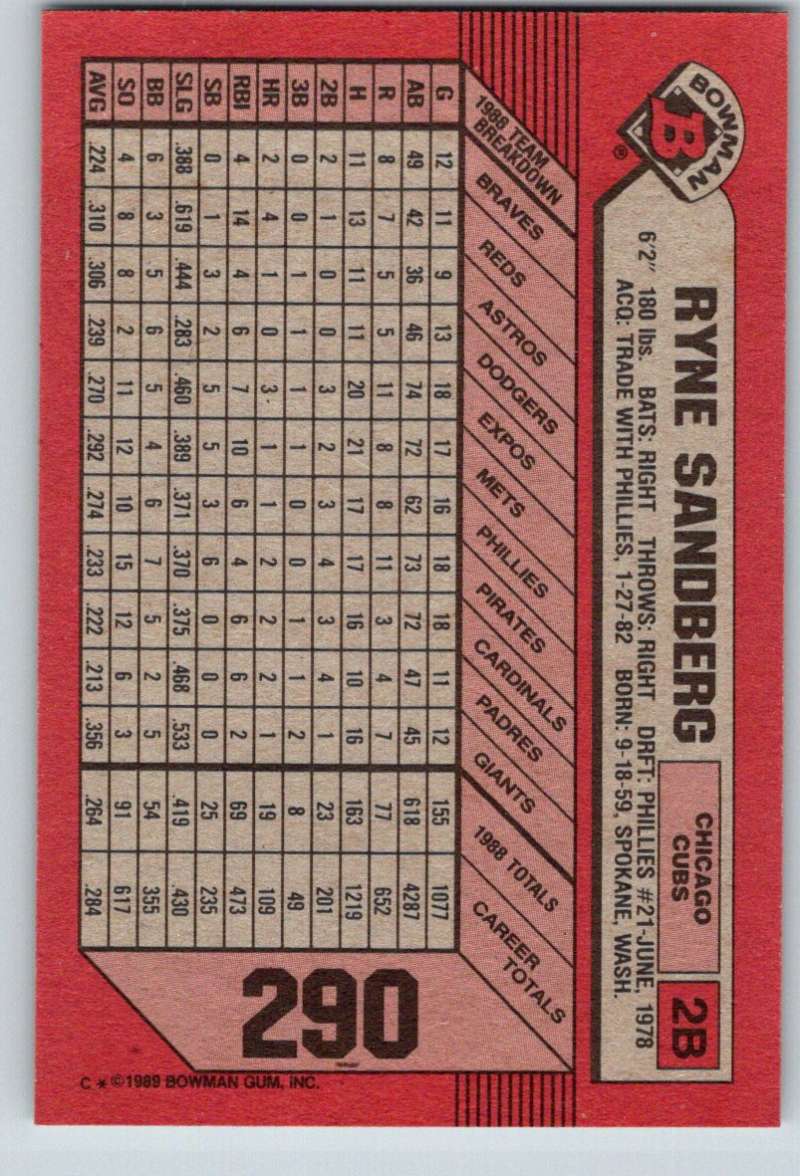 BOWMAN
B ®
RYNE SANDBERG
CHICAGO
CUBS
2B
6'2" 180 lbs. BATS: RIGHT THROWS: RIGHT DRFT: PHILLIES #21-JUNE, 1978
ACQ: TRADE WITH PHILLIES, 1-27-82 BORN: 9-18-59, SPOKANE, WASH.
1988 TEAM
BREAKDOWN
BRAVES
REDS
ASTROS
DODGERS
EXPOS
METS
PHILLIES
PIRATES
CARDINALS
PADRES
GIANTS
1988 TOTALS
CAREER
TOTALS
G 12 11 9 13 18 17 16 18 18 11 12 155 1077
AB 49 42 36 46 74 72 62 73 72 47 45 618 4287
R 8 7 5 5 11 8 8 11 3 4 7 77 652
H 11 13 11 11 20 21 17 17 16 10 16 163 1219
2B 2 1 0 0 3 2 3 4 3 4 1 23 201
3B 0 0 1 1 1 1 0 0 1 1 2 8 49
HR 2 4 1 0 3 1 1 2 2 2 1 19 109
RBI 4 14 4 6 7 10 6 4 6 6 2 69 473
SB 0 1 3 2 5 5 3 6 0 0 0 25 235
SLG .388 .619 .444 .283 .460 .389 .371 .370 .375 .468 .533 .419 .430
BB 6 3 5 6 5 4 6 7 5 2 5 54 355
SO 4 8 8 2 11 12 10 15 12 6 3 91 617
AVG .224 .310 .306 .239 .270 .292 .274 .233 .222 .213 .356 .264 .284
290
C * ©1989 BOWMAN GUM, INC.